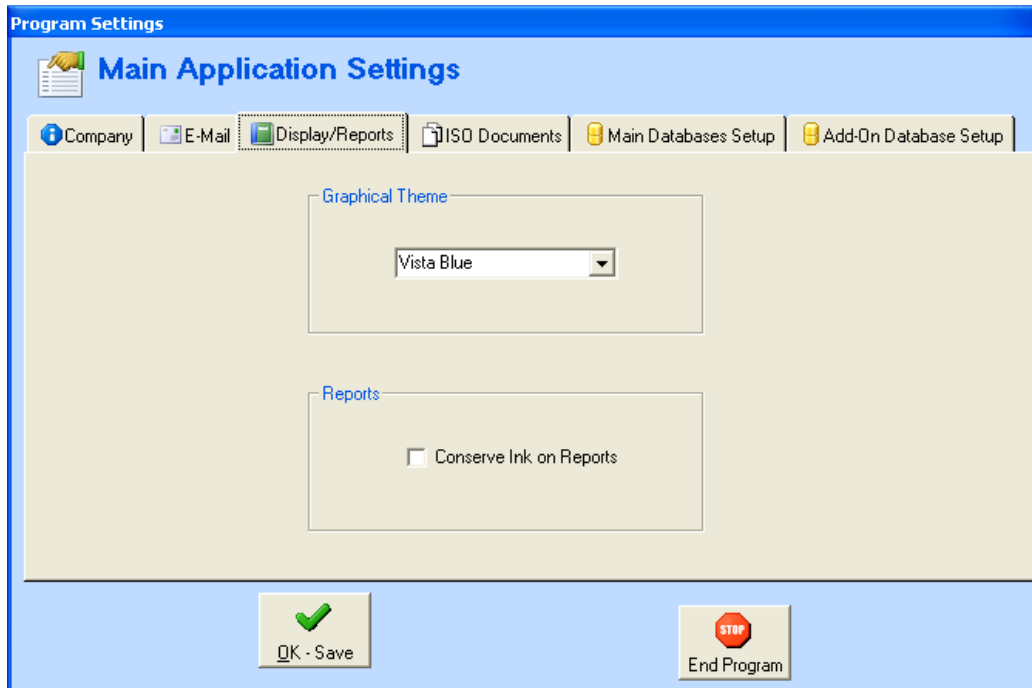 Program Settings
Main Application Settings
Company E-Mail Display/Reports ISO Documents Main Databases Setup Add-On Database Setup
Graphical Theme
Vista Blue
Reports
Conserve Ink on Reports
OK - Save
STOP
End Program